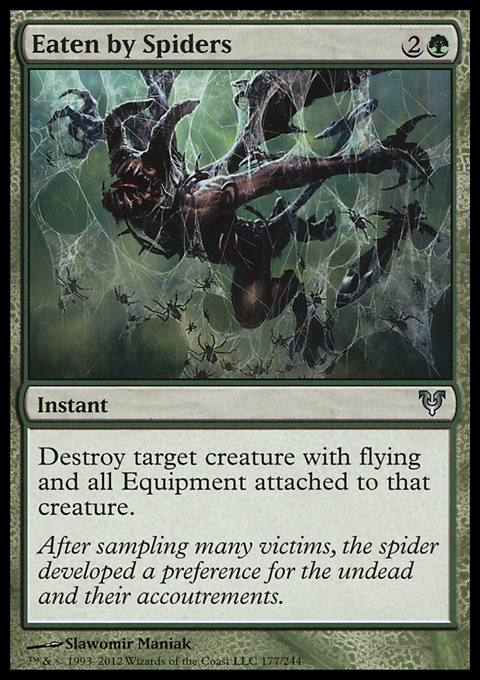 Eaten by Spiders 2
Instant
Destroy target creature with flying
and all Equipment attached to that
creature.
After sampling many victims, the spider
developed a preference for the undead
and their accoutrements.
Slawomir Maniak
™ & © 1993–2012 Wizards of the Coast LLC 177/244